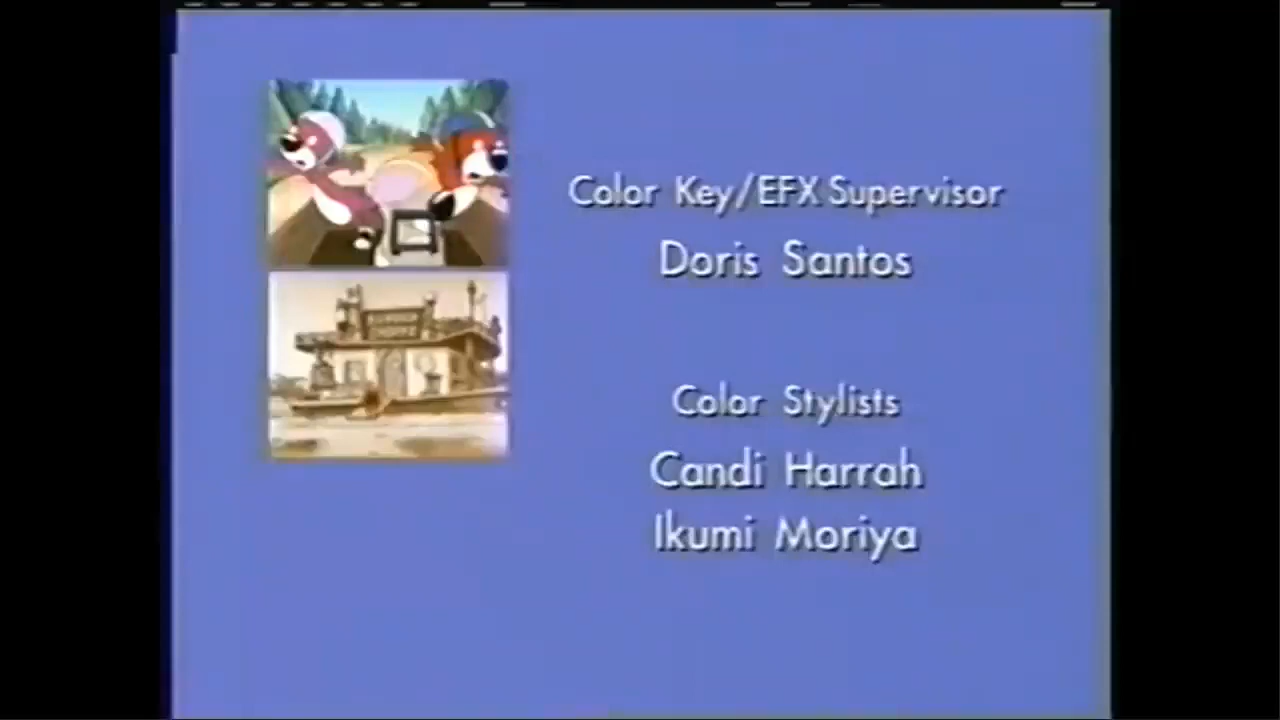 Color Key/EFX Supervisor
Doris Santos
Color Stylists
Candi Harrah
Ikumi Moriya